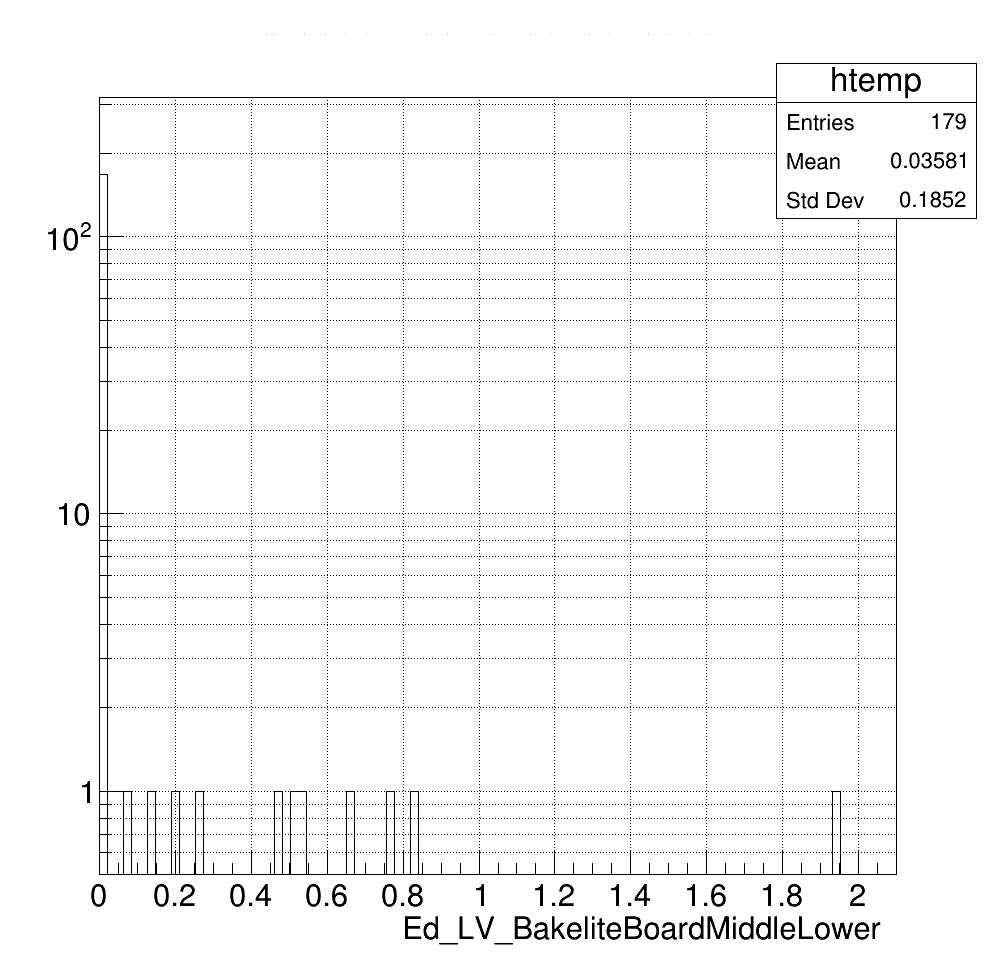 htemp
Entries 179
Mean 0.03581
Std Dev 0.1852
10²
10
1
0 0.2 0.4 0.6 0.8 1 1.2 1.4 1.6 1.8 2
Ed_LV_BakeliteBoardMiddleLower